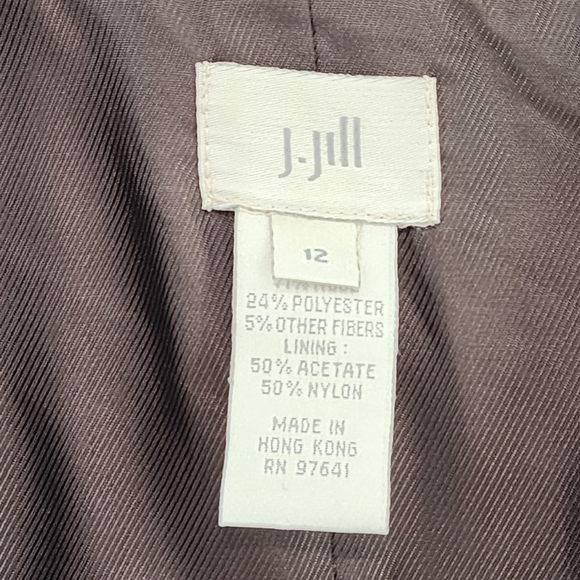 J.Jill
12
24% POLYESTER
5% OTHER FIBERS
LINING :
50% ACETATE
50% NYLON
MADE IN
HONG KONG
RN 97641